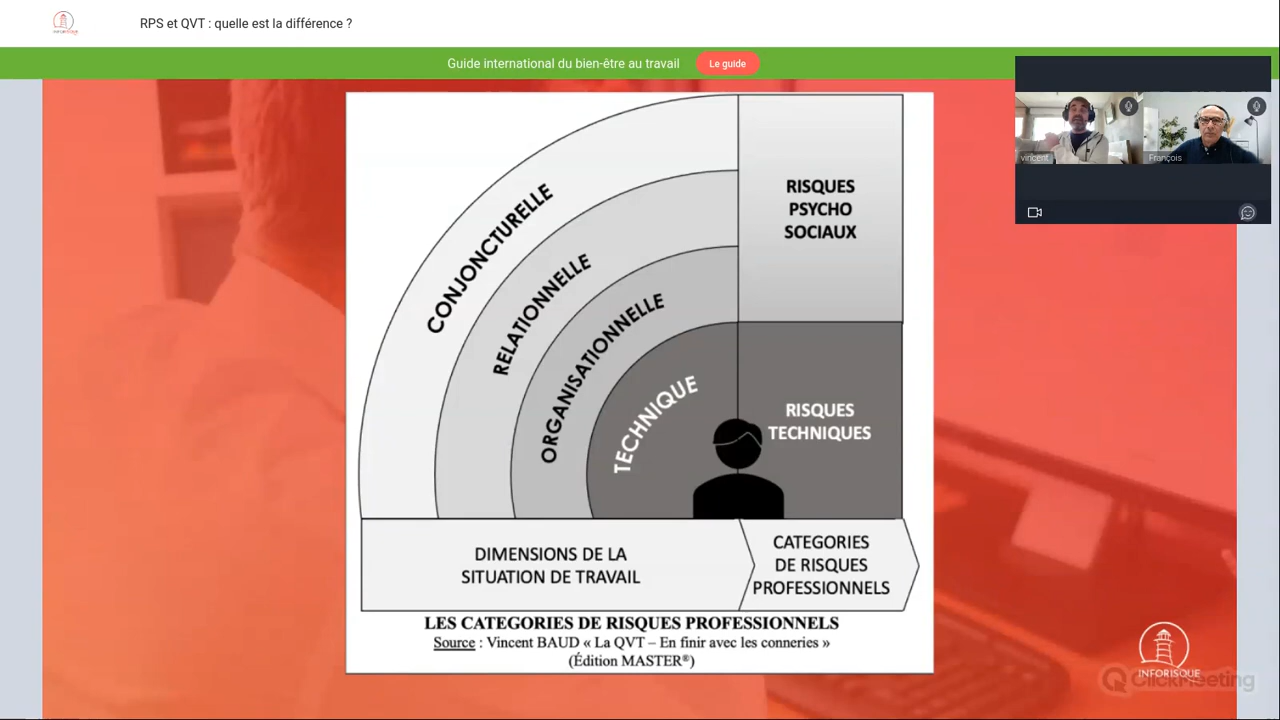 INFORISQUE
RPS et QVT : quelle est la différence ?
Guide international du bien-être au travail
Le guide
vincent
François
CONJONCTURELLE
RELATIONNELLE
ORGANISATIONNELLE
TECHNIQUE
RISQUES
PSYCHO
SOCIAUX
RISQUES
TECHNIQUES
DIMENSIONS DE LA
SITUATION DE TRAVAIL
CATEGORIES
DE RISQUES
PROFESSIONNELS
LES CATEGORIES DE RISQUES PROFESSIONNELS
Source : Vincent BAUD « La QVT – En finir avec les conneries »
(Édition MASTER®)
INFORISQUE
ClickMeeting